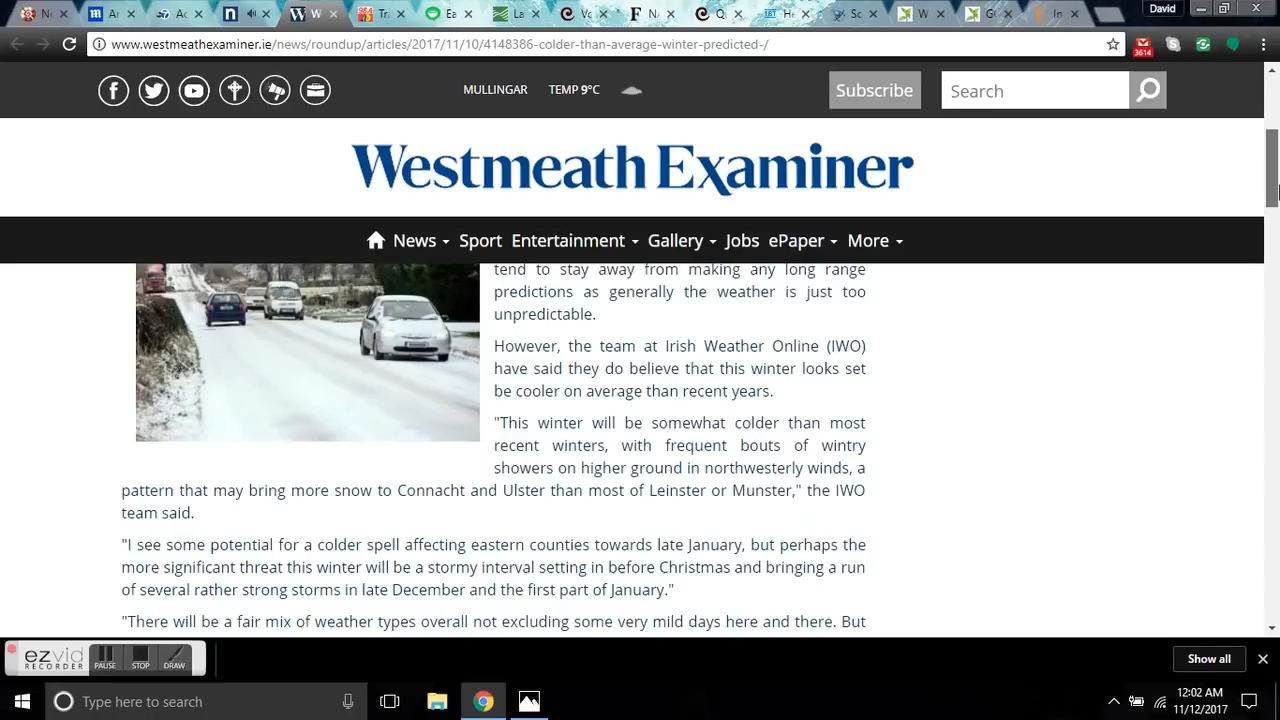 N
A
A
n
W
Tr
Ea
La
Va
N
Q
H
Sc
W
G
In
David
www.westmeathexaminer.ie/news/roundup/articles/2017/11/10/4148386-colder-than-average-winter-predicted-/
3614
MULLINGAR TEMP 9°C
Subscribe
Search
Westmeath Examiner
News Sport Entertainment Gallery Jobs ePaper More
tend to stay away from making any long range
predictions as generally the weather is just too
unpredictable.
However, the team at Irish Weather Online (IWO)
have said they do believe that this winter looks set
be cooler on average than recent years.
"This winter will be somewhat colder than most
recent winters, with frequent bouts of wintry
showers on higher ground in northwesterly winds, a
pattern that may bring more snow to Connacht and Ulster than most of Leinster or Munster," the IWO
team said.
"I see some potential for a colder spell affecting eastern counties towards late January, but perhaps the
more significant threat this winter will be a stormy interval setting in before Christmas and bringing a run
of several rather strong storms in late December and the first part of January."
"There will be a fair mix of weather types overall not excluding some very mild days here and there. But
ezvid
RECORDER
PAUSE STOP DRAW
Show all
Type here to search
12:02 AM
11/12/2017